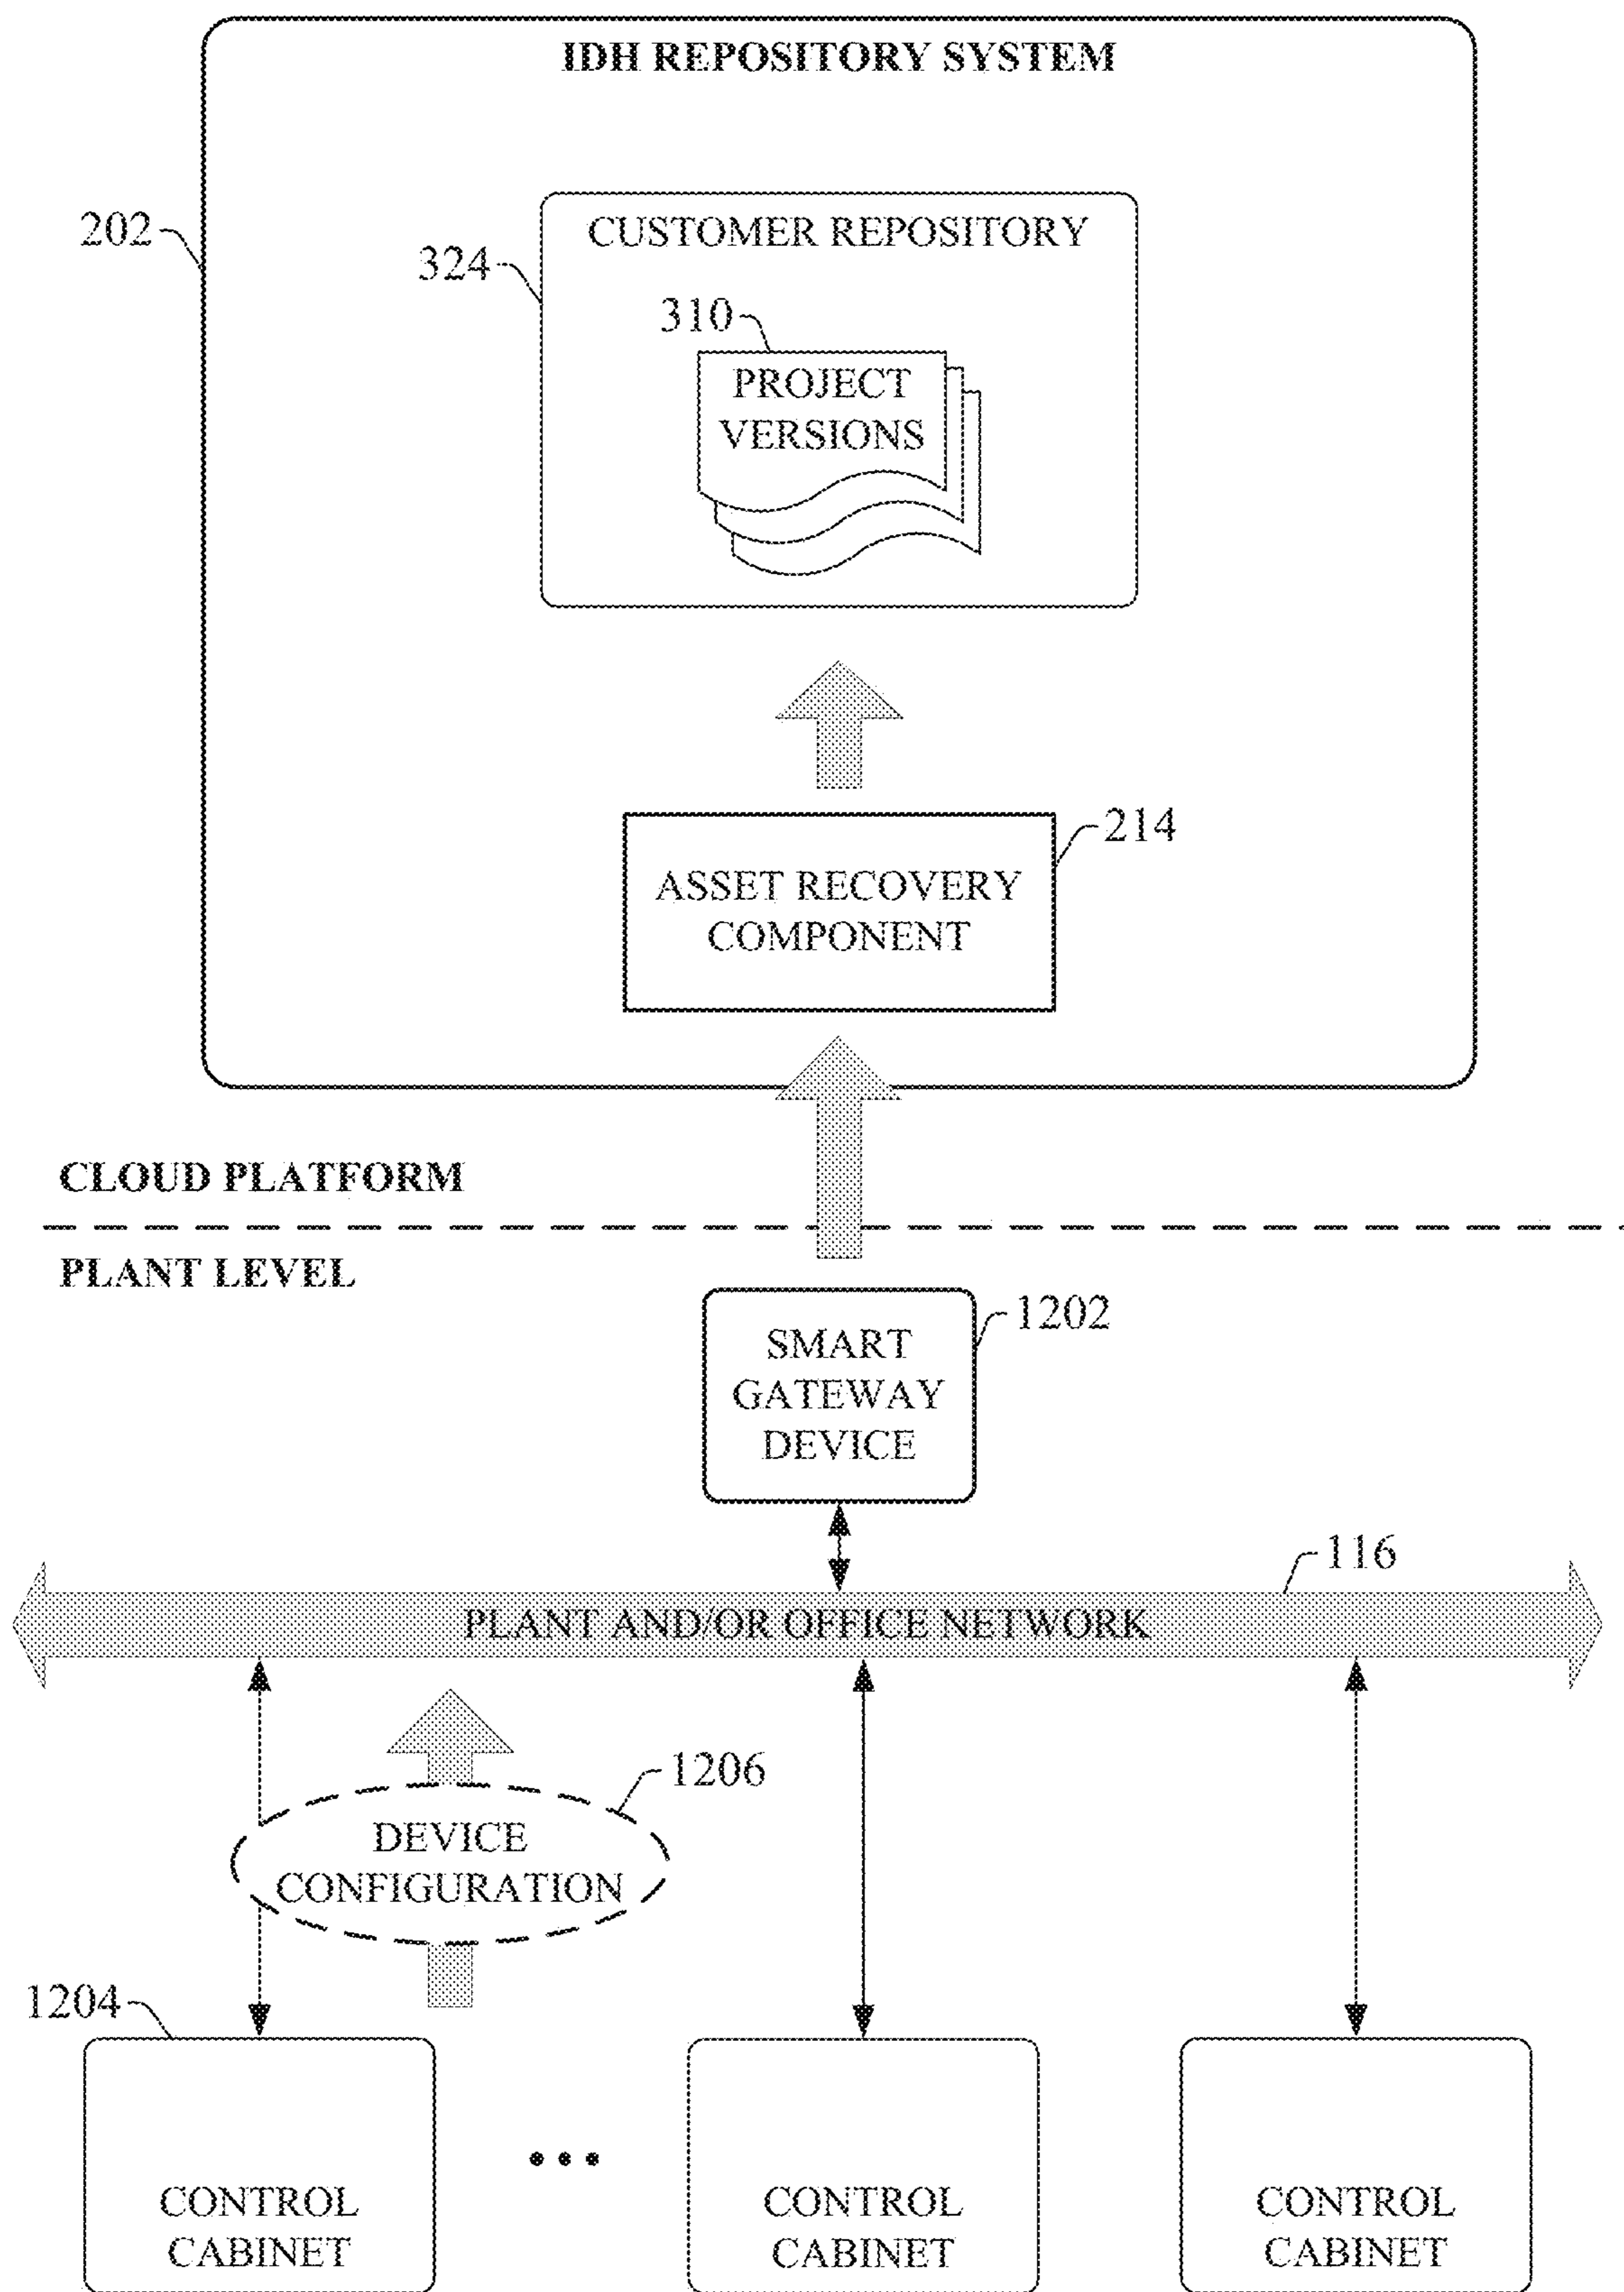 IDH REPOSITORY SYSTEM
202
CUSTOMER REPOSITORY
324
310
PROJECT
VERSIONS
214
ASSET RECOVERY
COMPONENT
CLOUD PLATFORM
PLANT LEVEL
1202
SMART
GATEWAY
DEVICE
116
PLANT AND/OR OFFICE NETWORK
1206
DEVICE
CONFIGURATION
1204
CONTROL
CABINET
CONTROL
CABINET
CONTROL
CABINET